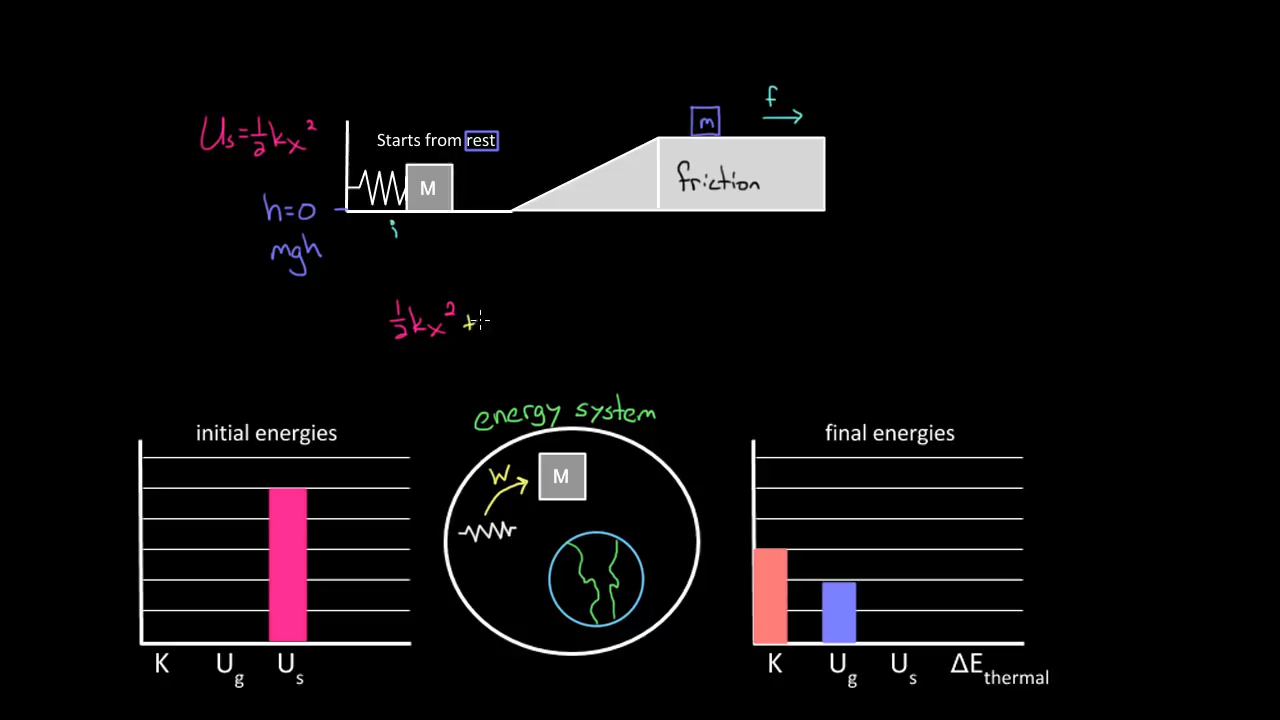 f
m
Us=½kx²
Starts from rest
M
friction
h=0
i
mgh
½kx² +
energy system
initial energies
final energies
W
M
K Ug Us
K Ug Us ΔEthermal